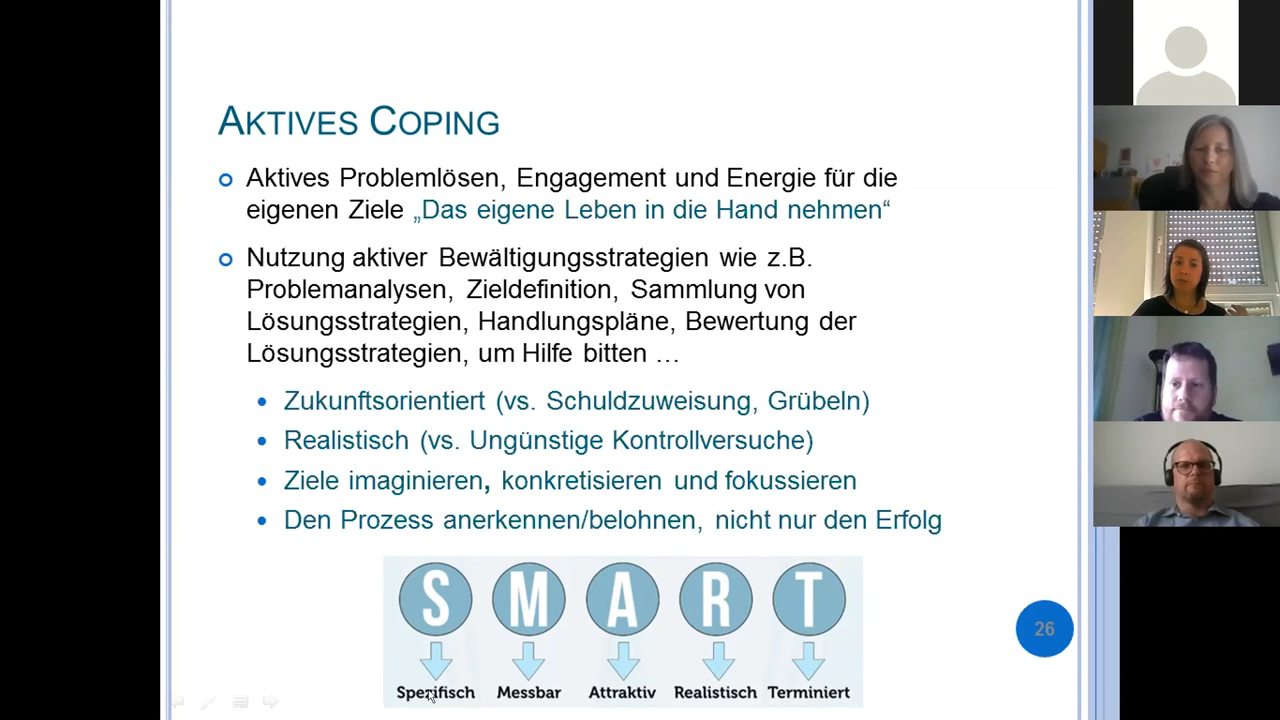 AKTIVES COPING
Aktives Problemlösen, Engagement und Energie für die
eigenen Ziele „Das eigene Leben in die Hand nehmen“
Nutzung aktiver Bewältigungsstrategien wie z.B.
Problemanalysen, Zieldefinition, Sammlung von
Lösungsstrategien, Handlungspläne, Bewertung der
Lösungsstrategien, um Hilfe bitten …
Zukunftsorientiert (vs. Schuldzuweisung, Grübeln)
Realistisch (vs. Ungünstige Kontrollversuche)
Ziele imaginieren, konkretisieren und fokussieren
Den Prozess anerkennen/belohnen, nicht nur den Erfolg
S M A R T
Spezifisch Messbar Attraktiv Realistisch Terminiert
26